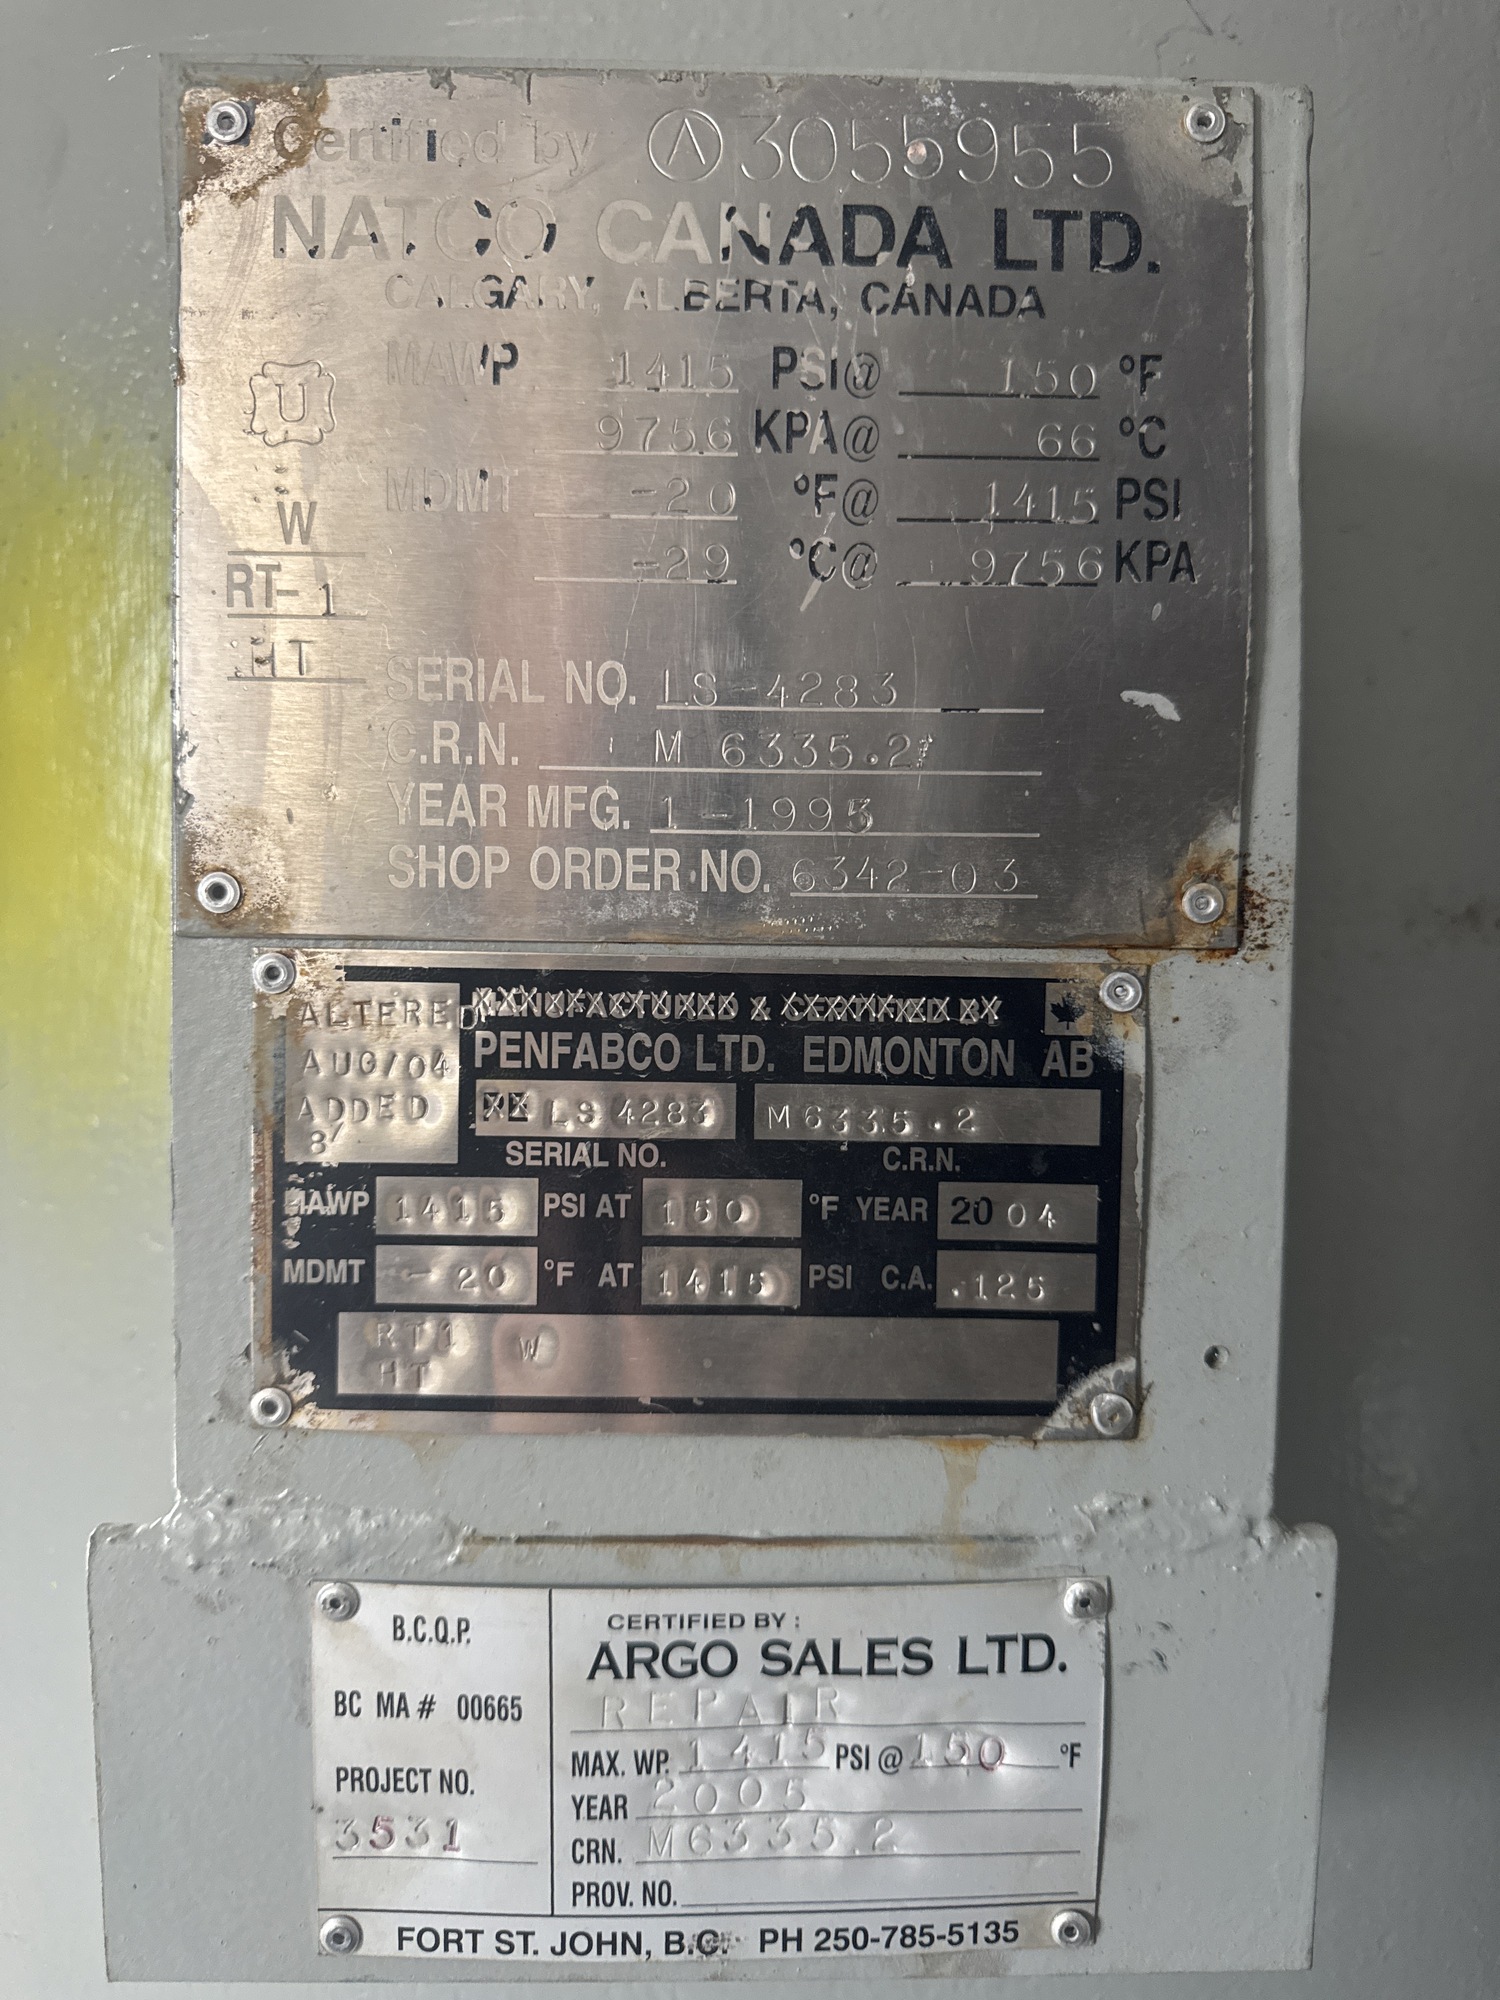 Certified by Ⓐ 3055955
NATCO CANADA LTD.
CALGARY, ALBERTA, CANADA
MAWP 1415 PSI@ 150 °F
U
9756 KPA@ 66 °C
MDMT -20 °F@ 1415 PSI
W
-29 °C@ 9756 KPA
RT-1
HT
SERIAL NO. LS-4283
C.R.N. M 6335.2
YEAR MFG. 1-1995
SHOP ORDER NO. 6342-03
ALTERED MANUFACTURED & CERTIFIED BY
AUG/04 PENFABCO LTD. EDMONTON AB
ADDED LS 4283 M6335.2
8'
SERIAL NO. C.R.N.
MAWP 1415 PSI AT 150 °F YEAR 2004
MDMT -20 °F AT 1415 PSI C.A. .125
RT1 W
HT
B.C.Q.P.
BC MA # 00665
PROJECT NO.
3531
CERTIFIED BY:
ARGO SALES LTD.
REPAIR
MAX. WP. 1415 PSI @ 150 °F
YEAR 2005
CRN. M6335.2
PROV. NO.
FORT ST. JOHN, B.C. PH 250-785-5135